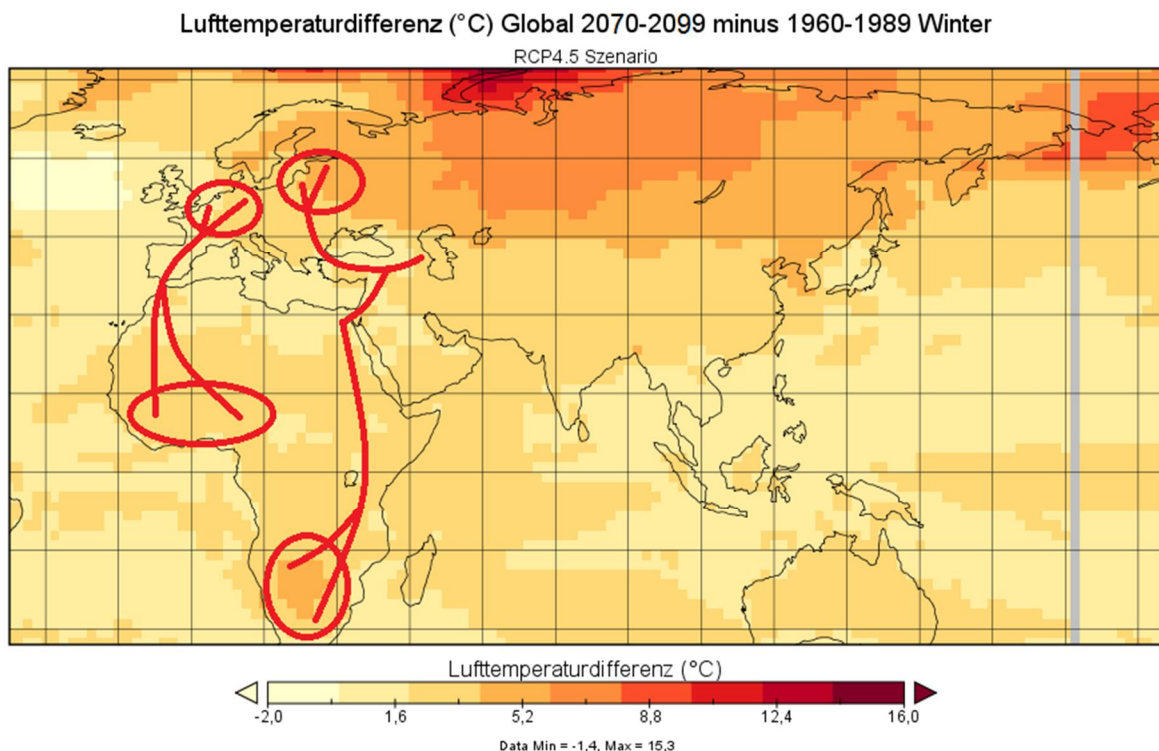 Lufttemperaturdifferenz (°C) Global 2070-2099 minus 1960-1989 Winter
RCP4.5 Szenario
Lufttemperaturdifferenz (°C)
-2,0 1,6 5,2 8,8 12,4 16,0
Data Min = -1,4, Max = 15,3